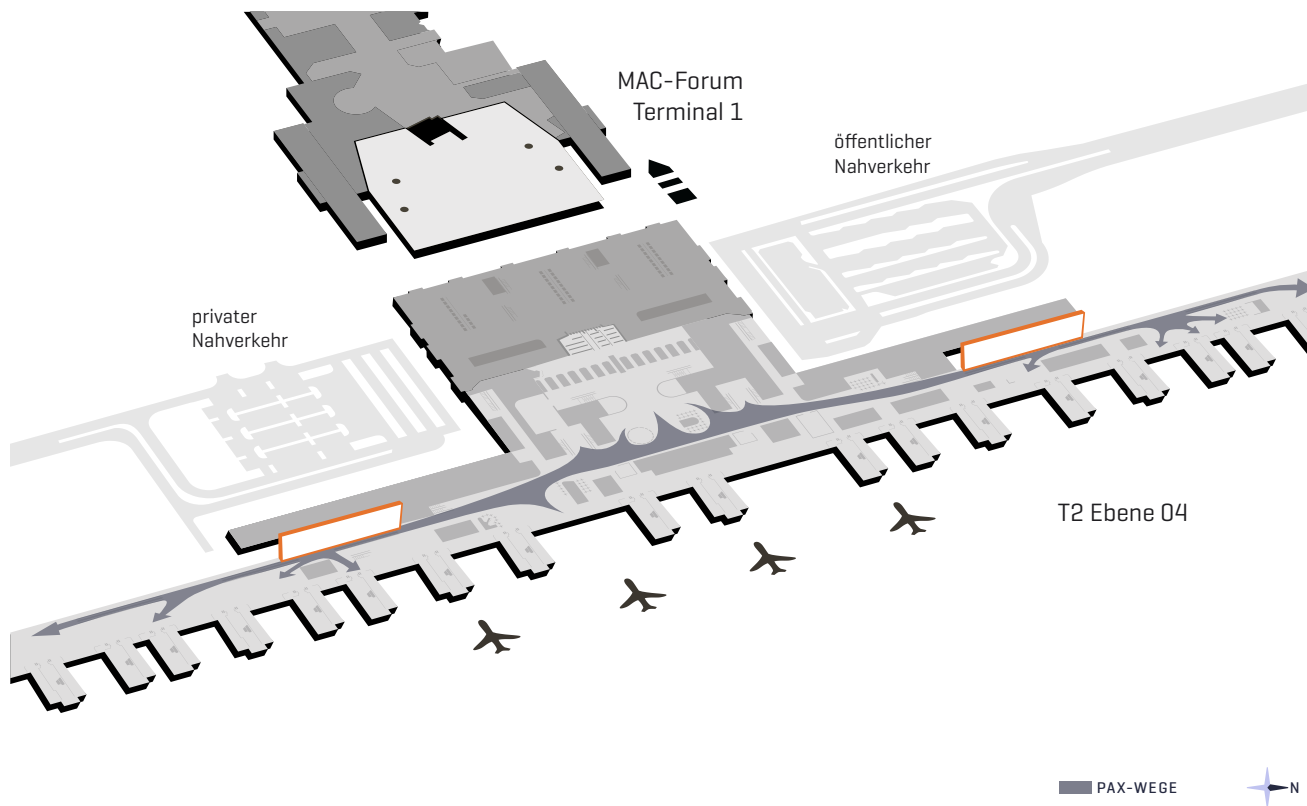 MAC-Forum
Terminal 1
öffentlicher
Nahverkehr
privater
Nahverkehr
T2 Ebene 04
PAX-WEGE
N